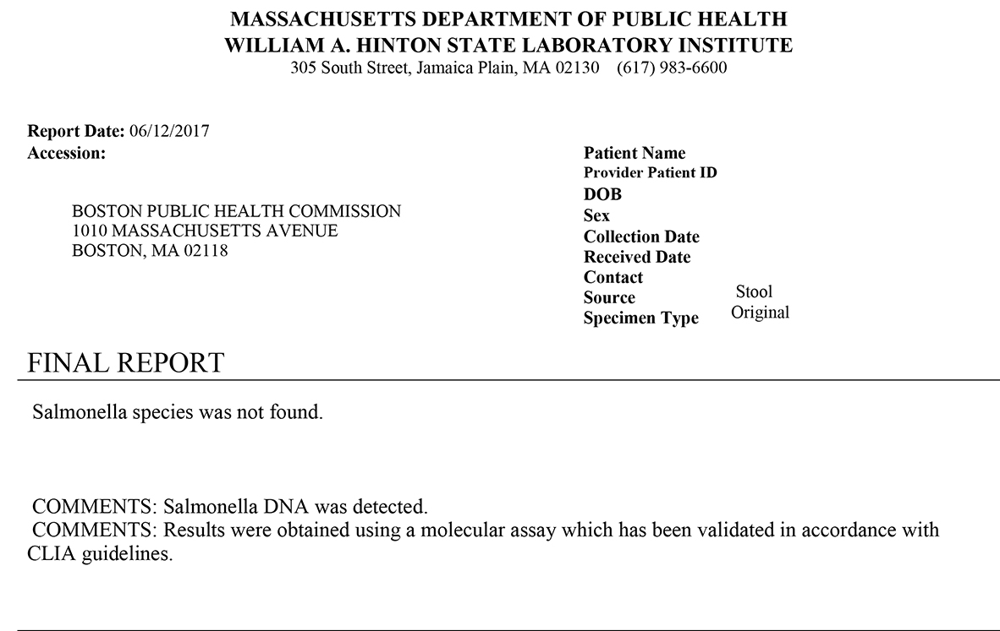 MASSACHUSETTS DEPARTMENT OF PUBLIC HEALTH
WILLIAM A. HINTON STATE LABORATORY INSTITUTE
305 South Street, Jamaica Plain, MA 02130 (617) 983-6600
Report Date: 06/12/2017
Accession:
BOSTON PUBLIC HEALTH COMMISSION
1010 MASSACHUSETTS AVENUE
BOSTON, MA 02118
Patient Name
Provider Patient ID
DOB
Sex
Collection Date
Received Date
Contact
Source Stool
Specimen Type Original
FINAL REPORT
Salmonella species was not found.
COMMENTS: Salmonella DNA was detected.
COMMENTS: Results were obtained using a molecular assay which has been validated in accordance with
CLIA guidelines.